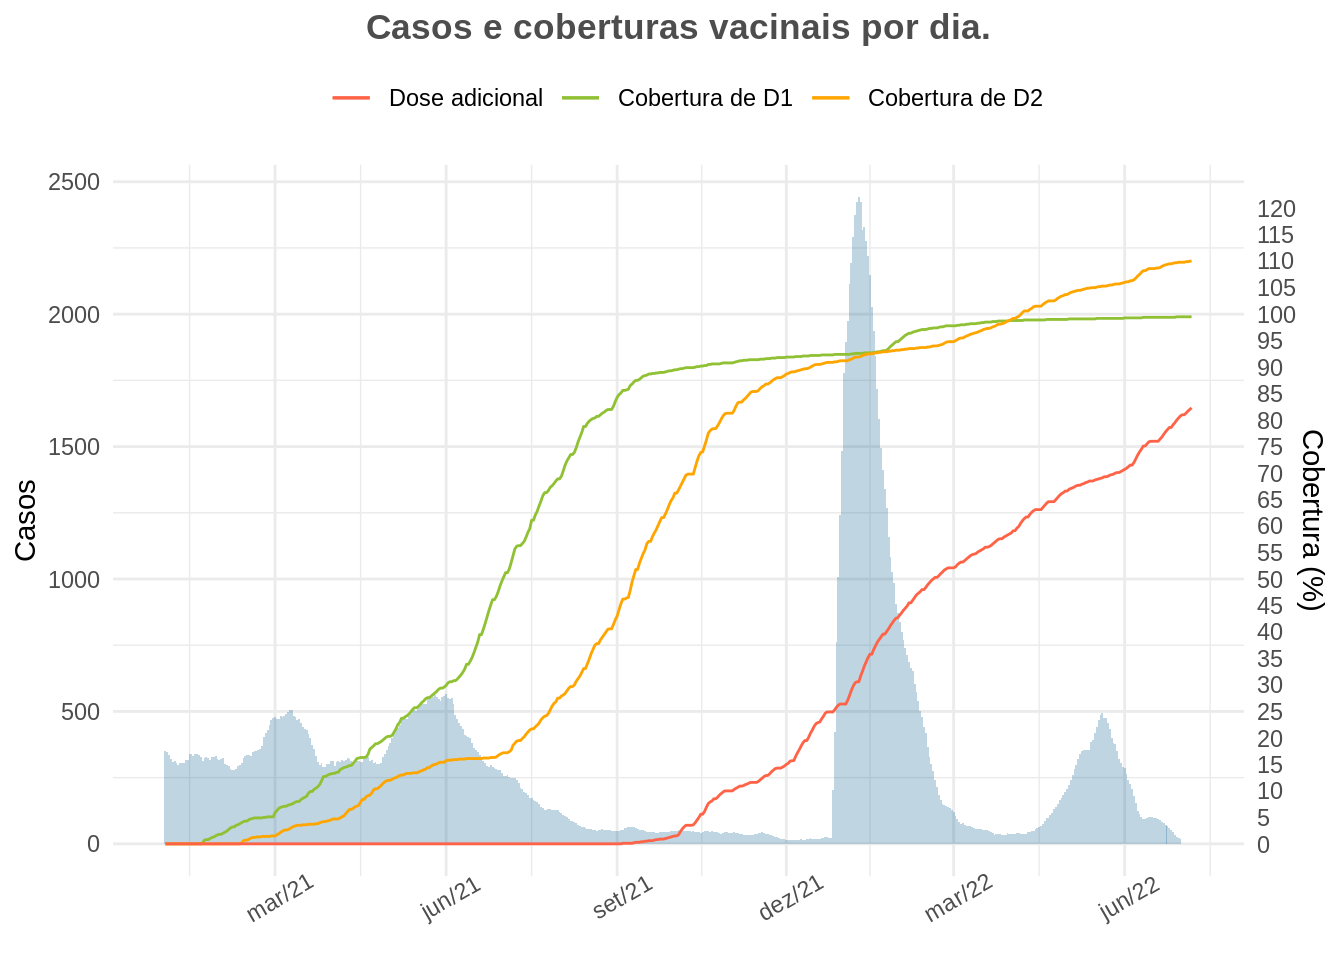 Casos e coberturas vacinais por dia.
Dose adicional
Cobertura de D1
Cobertura de D2
Casos
2500
2000
1500
1000
500
0
120
115
110
105
100
95
90
85
80
75
70
65
60
55
50
45
40
35
30
25
20
15
10
5
0
Cobertura (%)
mar/21
jun/21
set/21
dez/21
mar/22
jun/22